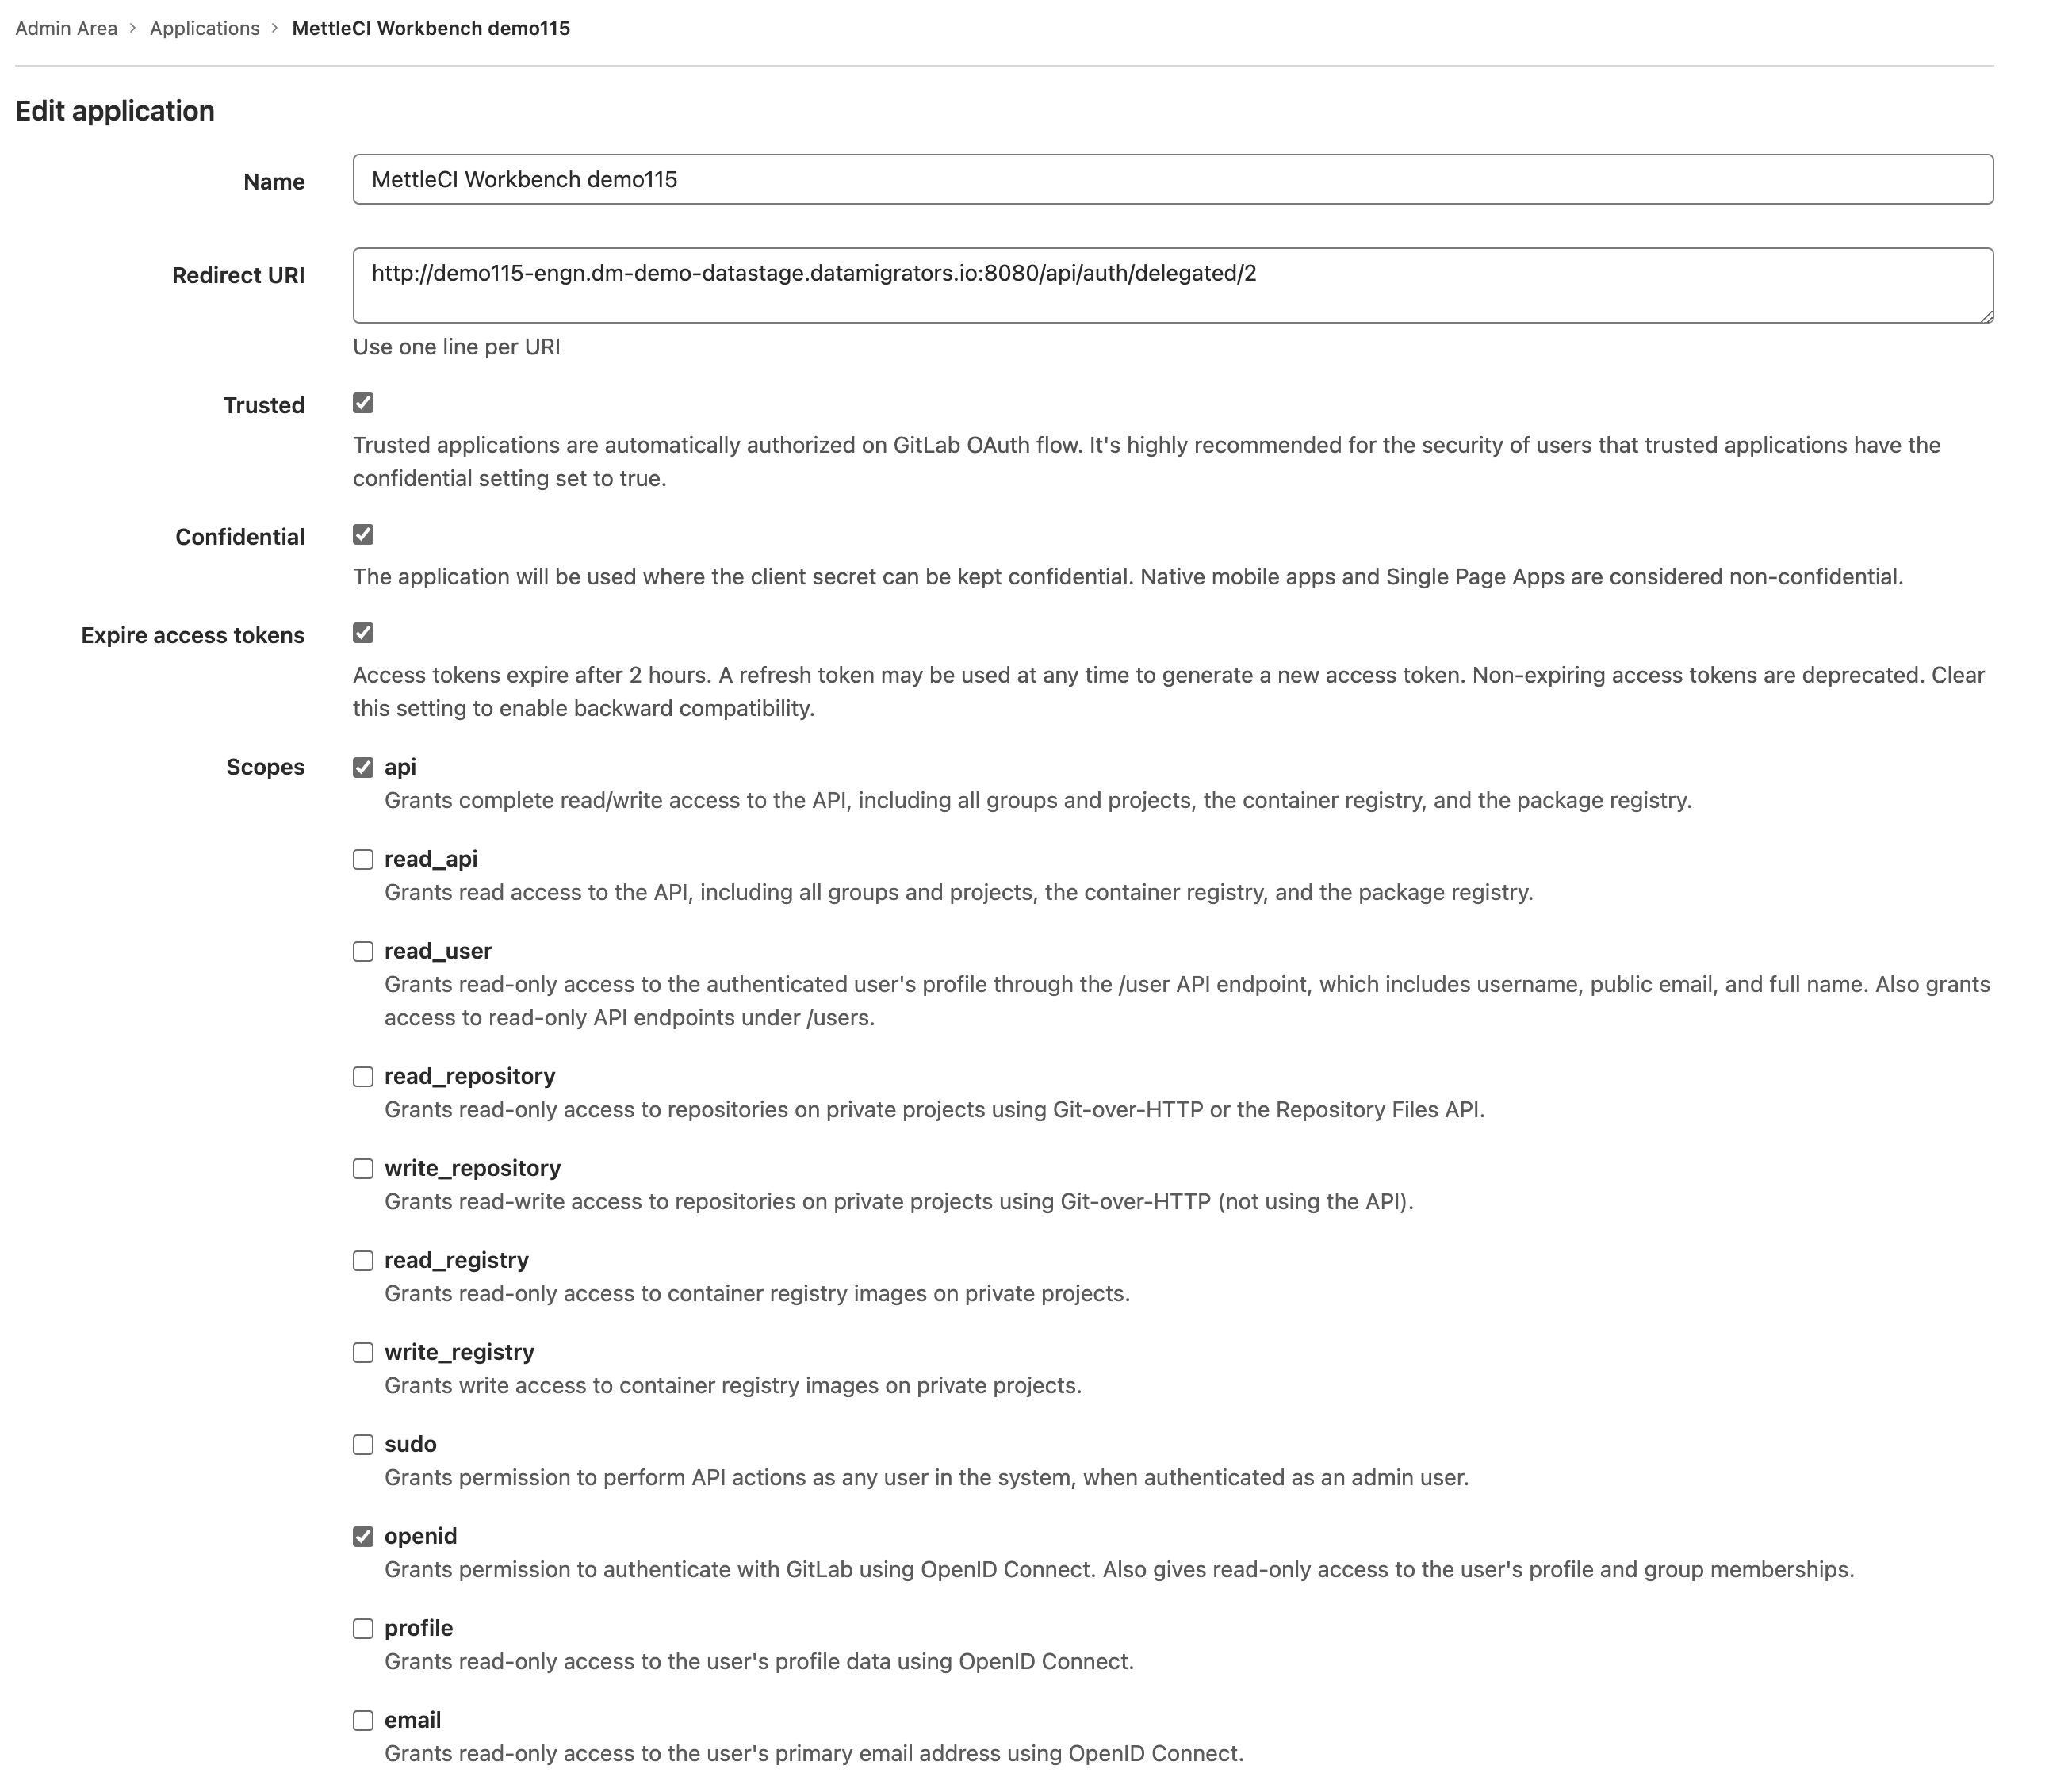 Admin Area > Applications > MettleCI Workbench demo115
Edit application
Name
MettleCI Workbench demo115
Redirect URI
http://demo115-engn.dm-demo-datastage.datamigrators.io:8080/api/auth/delegated/2
Use one line per URI
Trusted
Trusted applications are automatically authorized on GitLab OAuth flow. It's highly recommended for the security of users that trusted applications have the
confidential setting set to true.
Confidential
The application will be used where the client secret can be kept confidential. Native mobile apps and Single Page Apps are considered non-confidential.
Expire access tokens
Access tokens expire after 2 hours. A refresh token may be used at any time to generate a new access token. Non-expiring access tokens are deprecated. Clear
this setting to enable backward compatibility.
Scopes
api
Grants complete read/write access to the API, including all groups and projects, the container registry, and the package registry.
read_api
Grants read access to the API, including all groups and projects, the container registry, and the package registry.
read_user
Grants read-only access to the authenticated user's profile through the /user API endpoint, which includes username, public email, and full name. Also grants
access to read-only API endpoints under /users.
read_repository
Grants read-only access to repositories on private projects using Git-over-HTTP or the Repository Files API.
write_repository
Grants read-write access to repositories on private projects using Git-over-HTTP (not using the API).
read_registry
Grants read-only access to container registry images on private projects.
write_registry
Grants write access to container registry images on private projects.
sudo
Grants permission to perform API actions as any user in the system, when authenticated as an admin user.
openid
Grants permission to authenticate with GitLab using OpenID Connect. Also gives read-only access to the user's profile and group memberships.
profile
Grants read-only access to the user's profile data using OpenID Connect.
email
Grants read-only access to the user's primary email address using OpenID Connect.